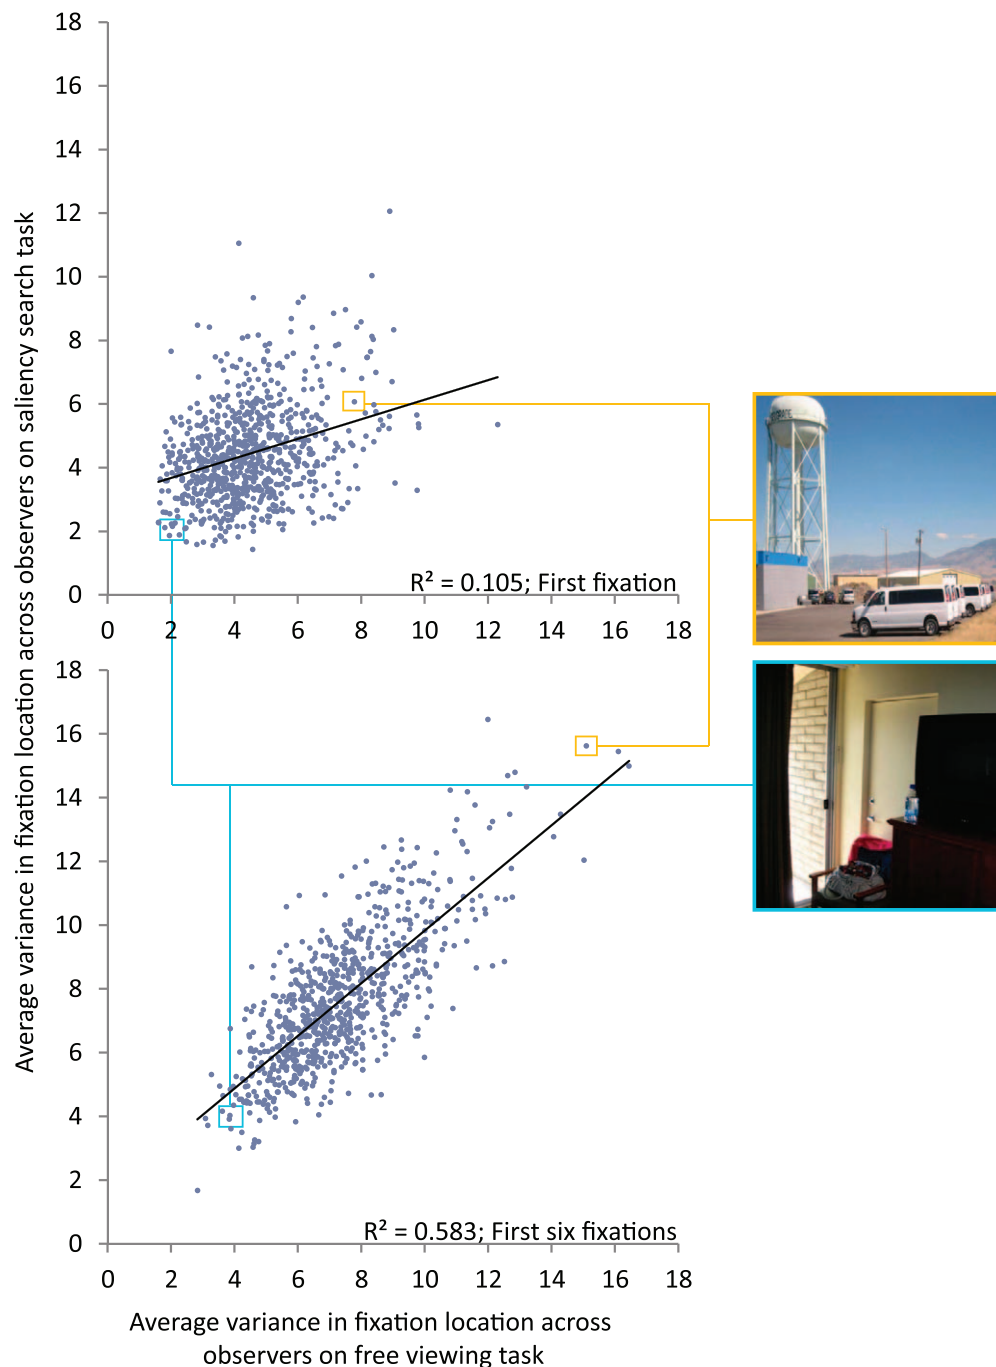 Average variance in fixation location across observers on saliency search task
18
16
14
12
10
8
6
4
2
0
R² = 0.105; First fixation
0 2 4 6 8 10 12 14 16 18
18
16
14
12
10
8
6
4
2
0
R² = 0.583; First six fixations
0 2 4 6 8 10 12 14 16 18
Average variance in fixation location across
observers on free viewing task